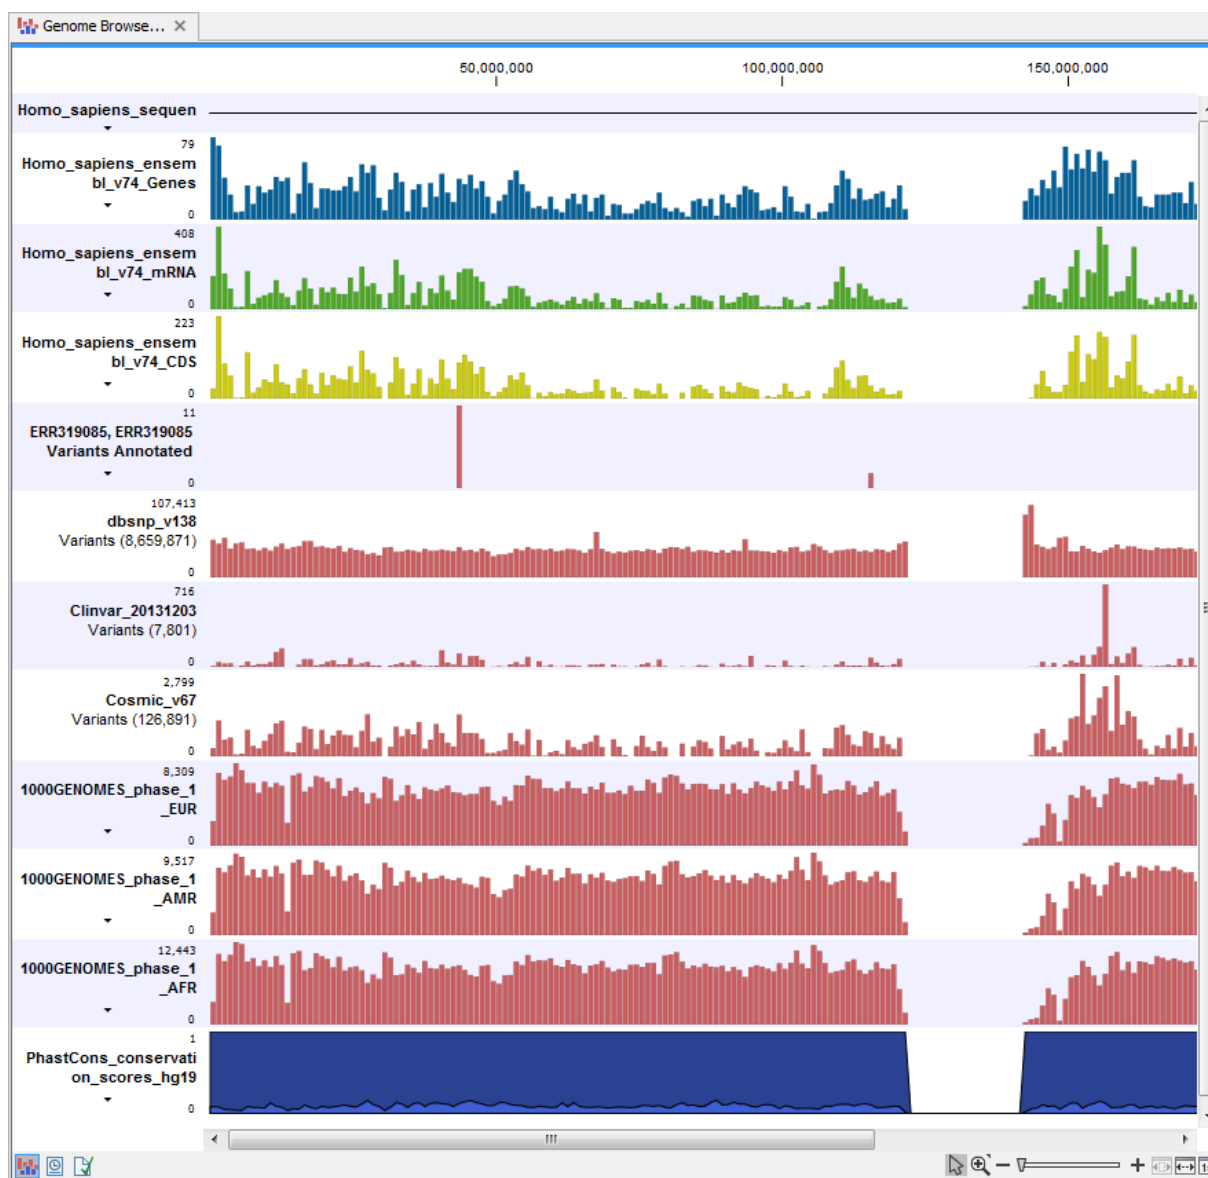 Genome Browse...
50,000,000 100,000,000 150,000,000
Homo_sapiens_sequen
79
Homo_sapiens_ensem
bl_v74_Genes
0
408
Homo_sapiens_ensem
bl_v74_mRNA
0
223
Homo_sapiens_ensem
bl_v74_CDS
0
11
ERR319085, ERR319085
Variants Annotated
0
107,413
dbsnp_v138
Variants (8,659,871)
0
716
Clinvar_20131203
Variants (7,801)
0
2,799
Cosmic_v67
Variants (126,891)
0
8,309
1000GENOMES_phase_1
_EUR
0
9,517
1000GENOMES_phase_1
_AMR
0
12,443
1000GENOMES_phase_1
_AFR
0
1
PhastCons_conservati
on_scores_hg19
0